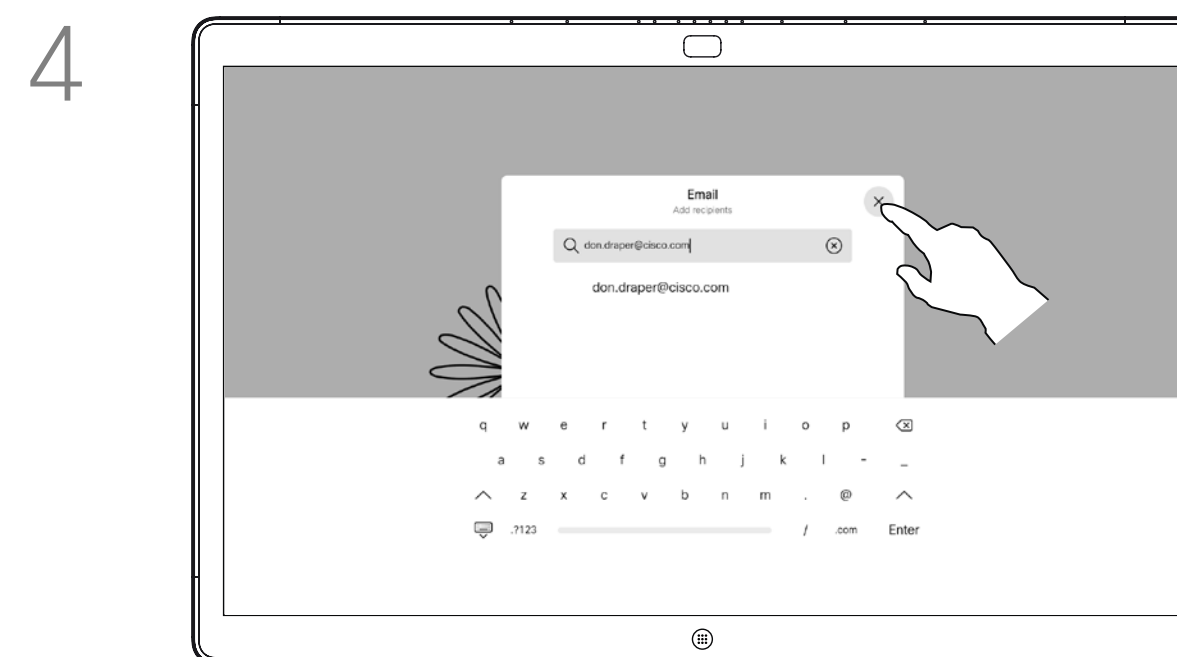 4
Email
Add recipients
don.draper@cisco.com
don.draper@cisco.com
q w e r t y u i o p
a s d f g h j k l - _
z x c v b n m . @
.?123 / .com Enter